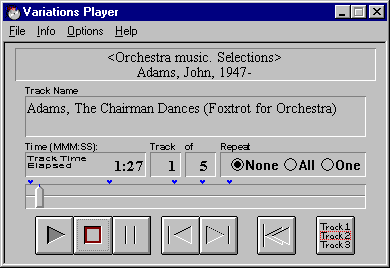 Variations Player
File Info Options Help
<Orchestra music. Selections>
Adams, John, 1947-
Track Name
Adams, The Chairman Dances (Foxtrot for Orchestra)
Time (MMM:SS): Track of Repeat
Track Time
Elapsed 1:27 1 5 None All One
Track 1
Track 2
Track 3